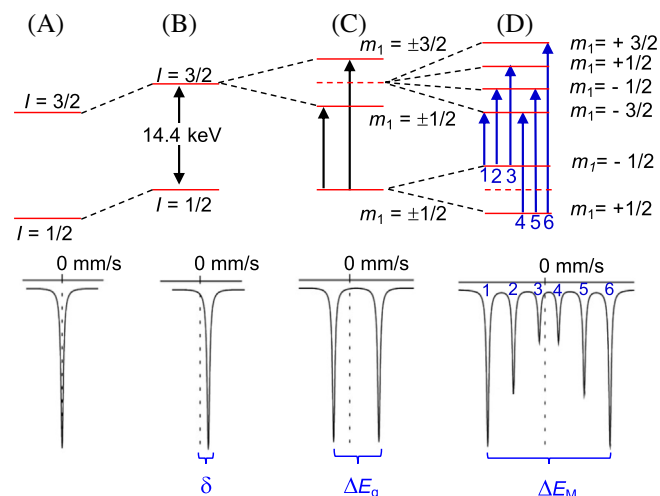 (A)
(B)
(C)
(D)
I = 3/2
I = 1/2
I = 3/2
14.4 keV
I = 1/2
m₁ = ±3/2
m₁ = ±1/2
m₁ = ±1/2
m₁= + 3/2
m₁= +1/2
m₁= - 1/2
m₁= - 3/2
m₁= - 1/2
m₁= +1/2
1 2 3
4 5 6
0 mm/s
0 mm/s
0 mm/s
0 mm/s
1 2 3 4 5 6
δ
ΔE_q
ΔE_M